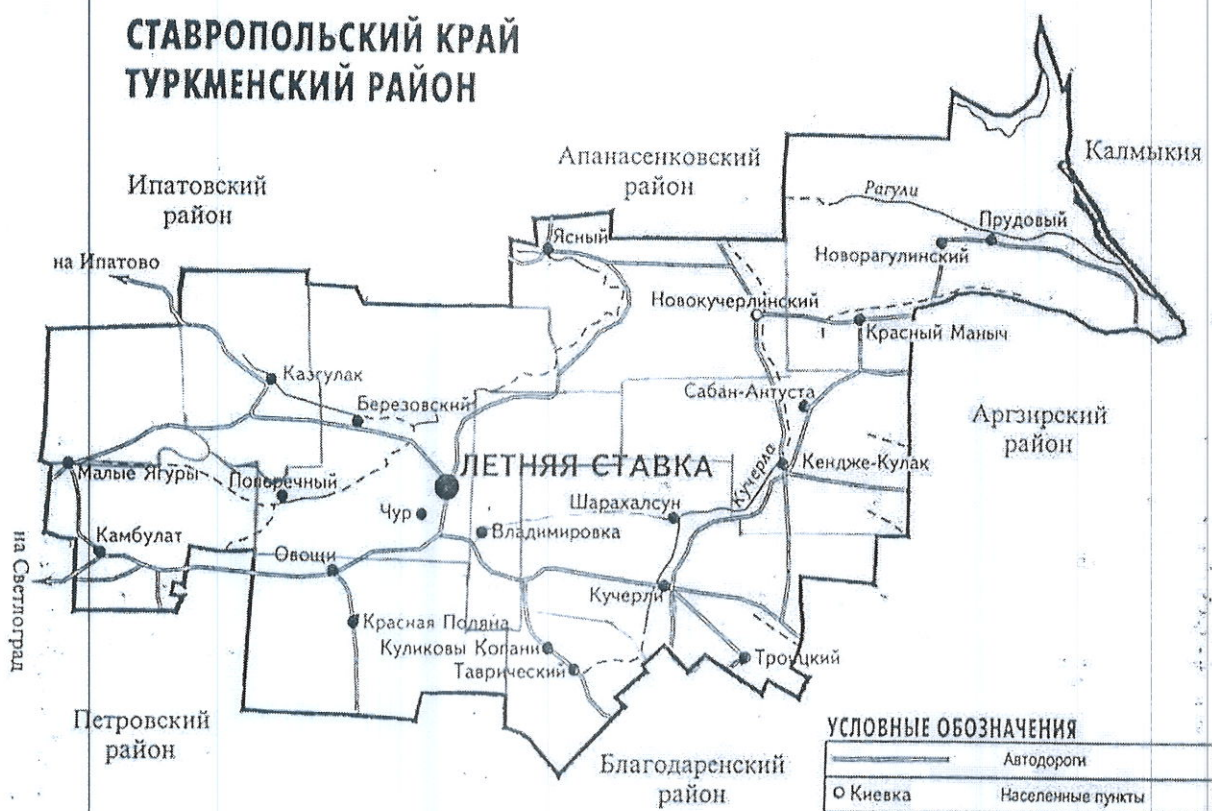 СТАВРОПОЛЬСКИЙ КРАЙ
ТУРКМЕНСКИЙ РАЙОН
Ипатовский
район
Апанасенковский
район
Калмыкия
Рагули
Прудовый
Ясный
Новорагулинский
на Ипатово
Новокучерлинский
Красный Маныч
Казгулак
Сабан-Антуста
Березовский
Аргзирский
район
ЛЕТНЯЯ СТАВКА
Кучерла
Кендже-Кулак
Малые Ягуры
Поперечный
Шарахалсун
Чур
Владимировка
Камбулат
Овощи
на Светлоград
Кучерли
Красная Поляна
Куликовы Копани
Таврический
Троицкий
Петровский
район
Благодаренский
район
УСЛОВНЫЕ ОБОЗНАЧЕНИЯ
Автодороги
Киевка
Населенные пункты